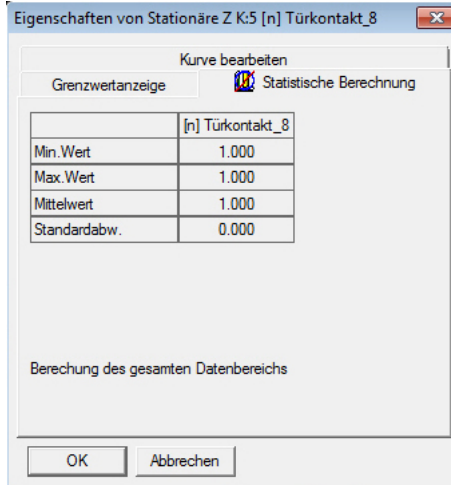 Eigenschaften von Stationäre Z K:5 [n] Türkontakt_8
Kurve bearbeiten
Grenzwertanzeige Statistische Berechnung
[n] Türkontakt_8
Min.Wert 1.000
Max.Wert 1.000
Mittelwert 1.000
Standardabw. 0.000
Berechung des gesamten Datenbereichs
OK Abbrechen